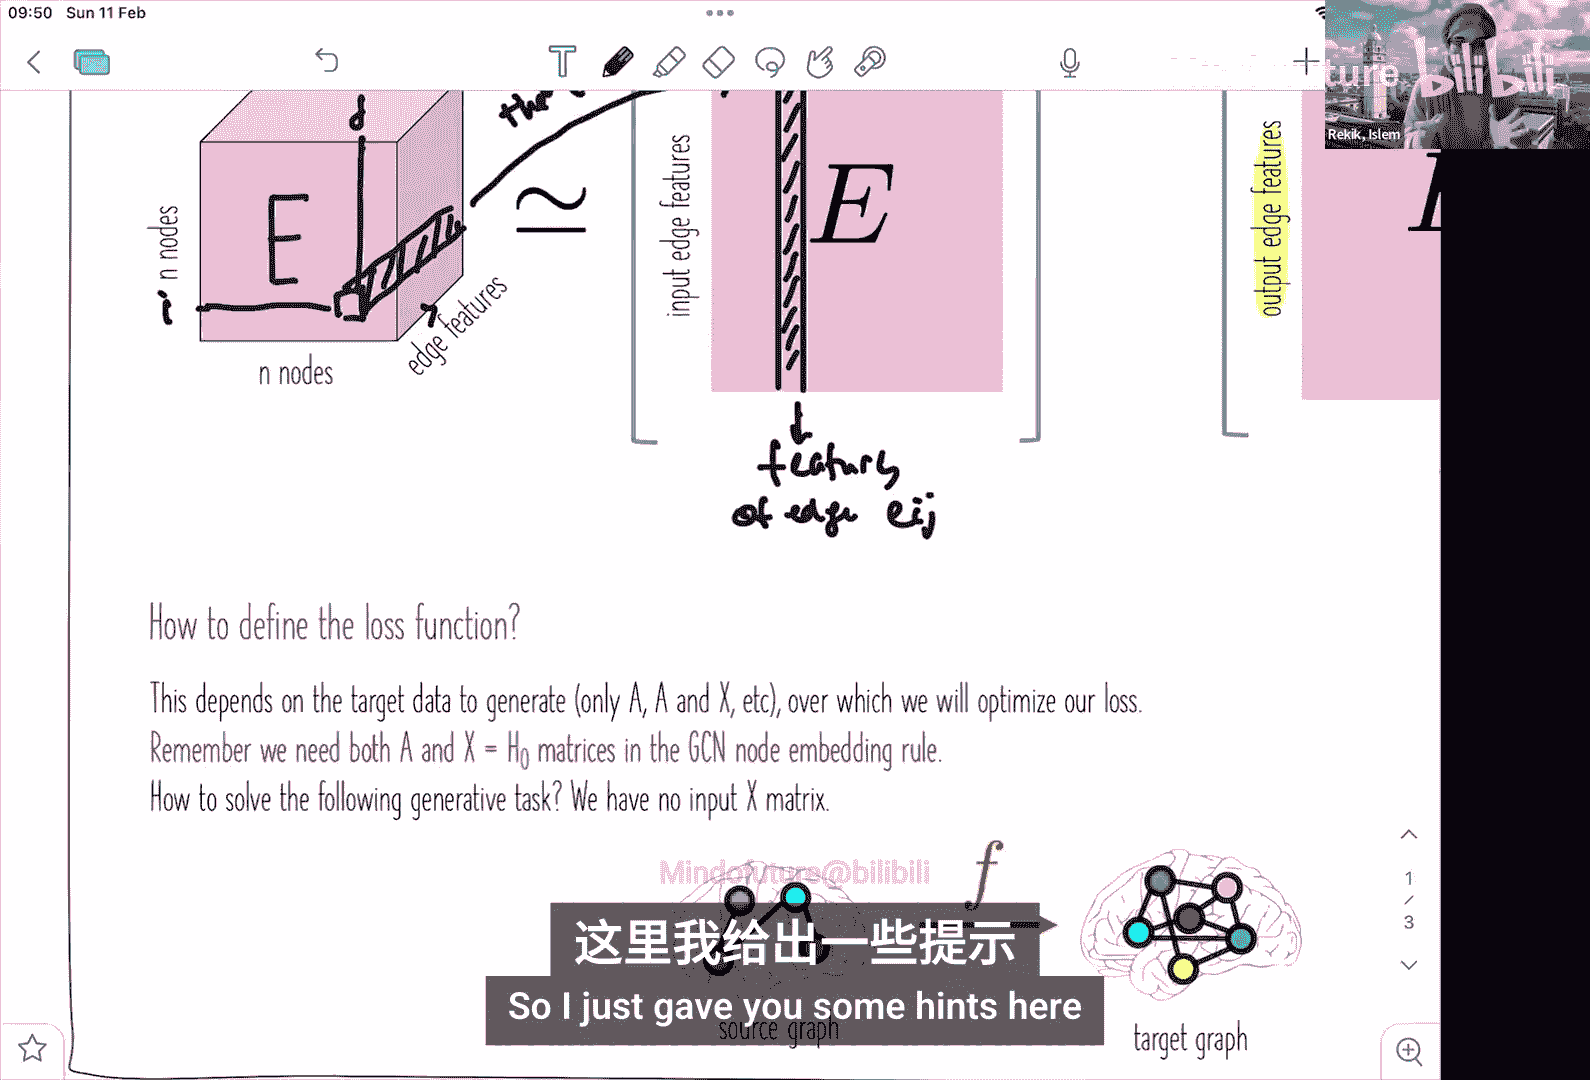 09:50 Sun 11 Feb
ture bilibili
Rekik, Islem
the
j
E
i
n nodes
n nodes
edge features
≃
input edge features
E
output edge features
features
of edge eij
How to define the loss function?
This depends on the target data to generate (only A, A and X, etc), over which we will optimize our loss.
Remember we need both A and X = H0 matrices in the GCN node embedding rule.
How to solve the following generative task? We have no input X matrix.
Mindofuture@bilibili
f
1
/
3
这里我给出一些提示
So I just gave you some hints here
source graph
target graph